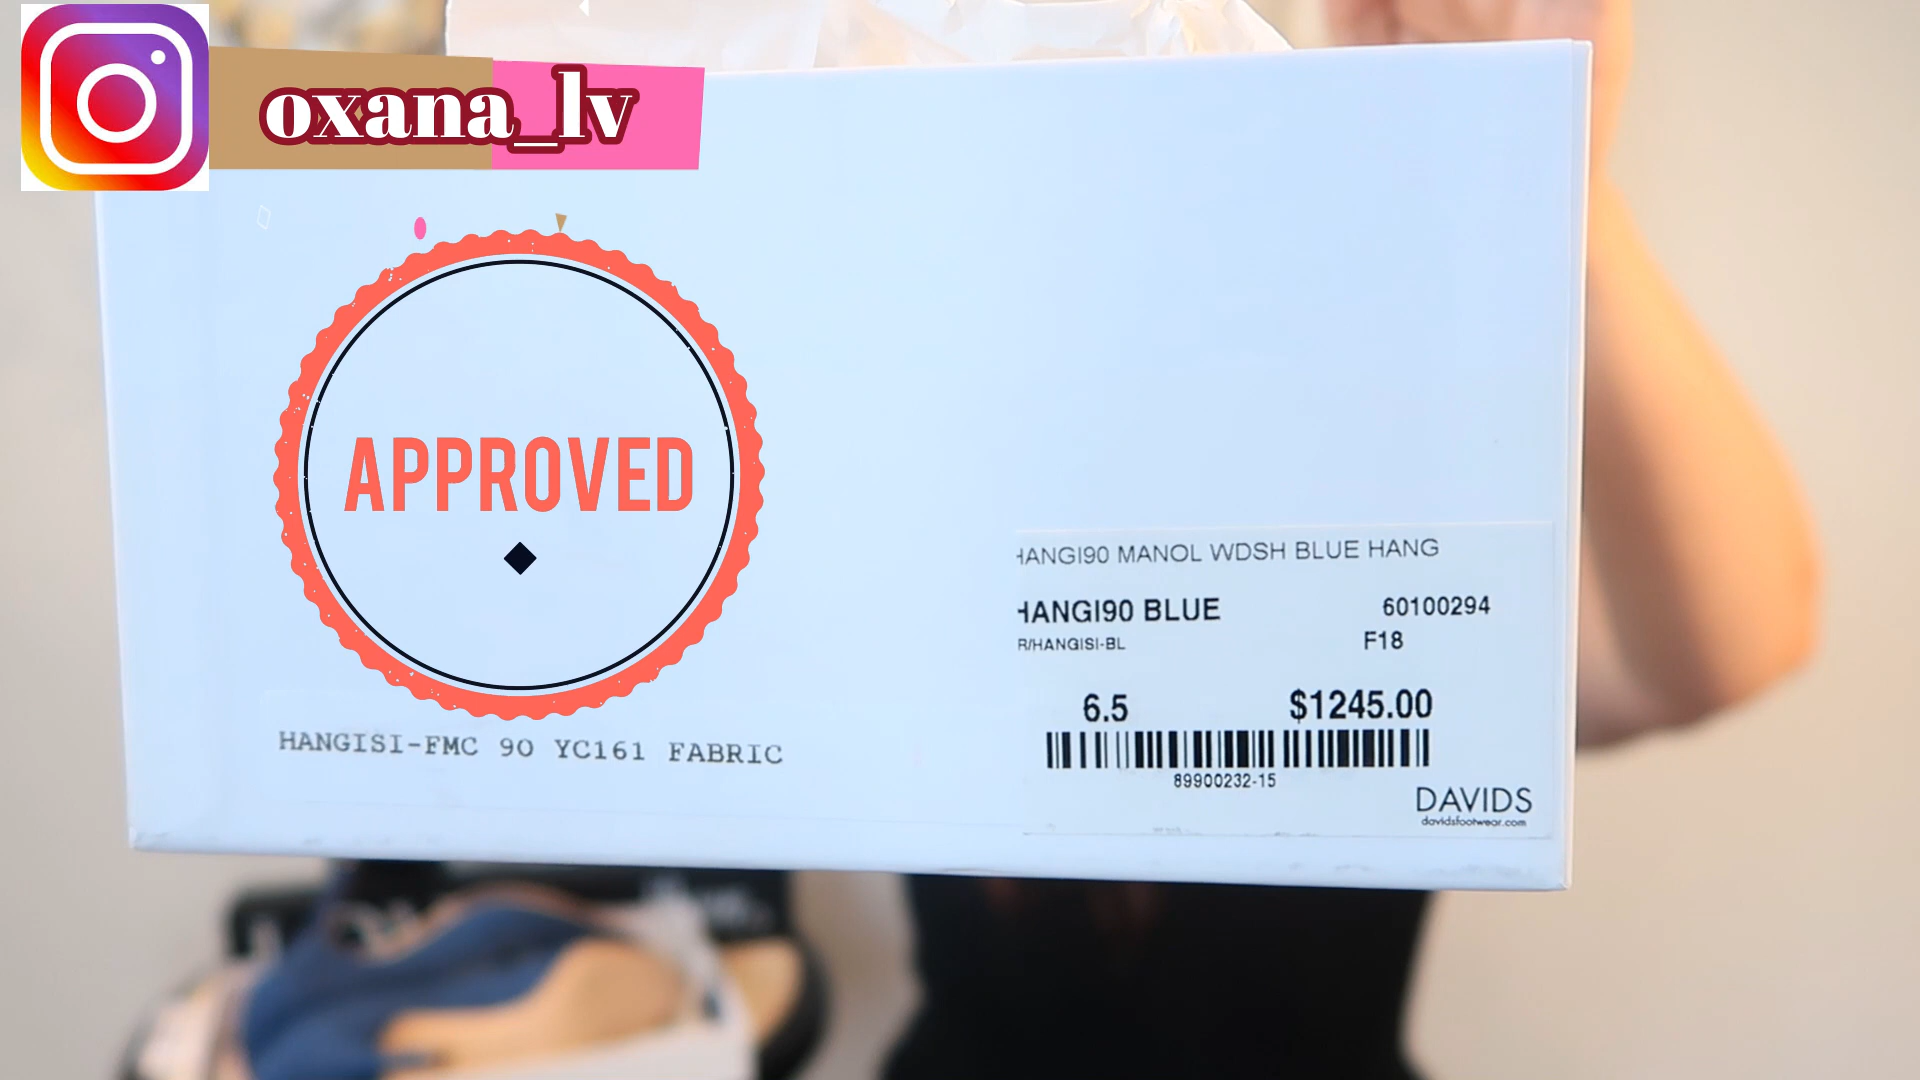 oxana_lv
APPROVED
HANGISI-FMC 90 YC161 FABRIC
HANGI90 MANOL WDSH BLUE HANG
HANGI90 BLUE 60100294
R/HANGISI-BL F18
6.5 $1245.00
89900232-15
DAVIDS
davidsfootwear.com